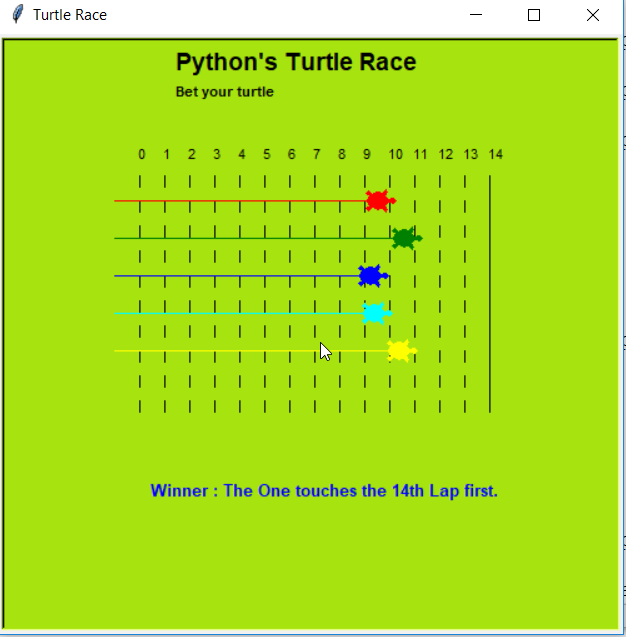 Turtle Race
Python's Turtle Race
Bet your turtle
0 1 2 3 4 5 6 7 8 9 10 11 12 13 14
Winner : The One touches the 14th Lap first.